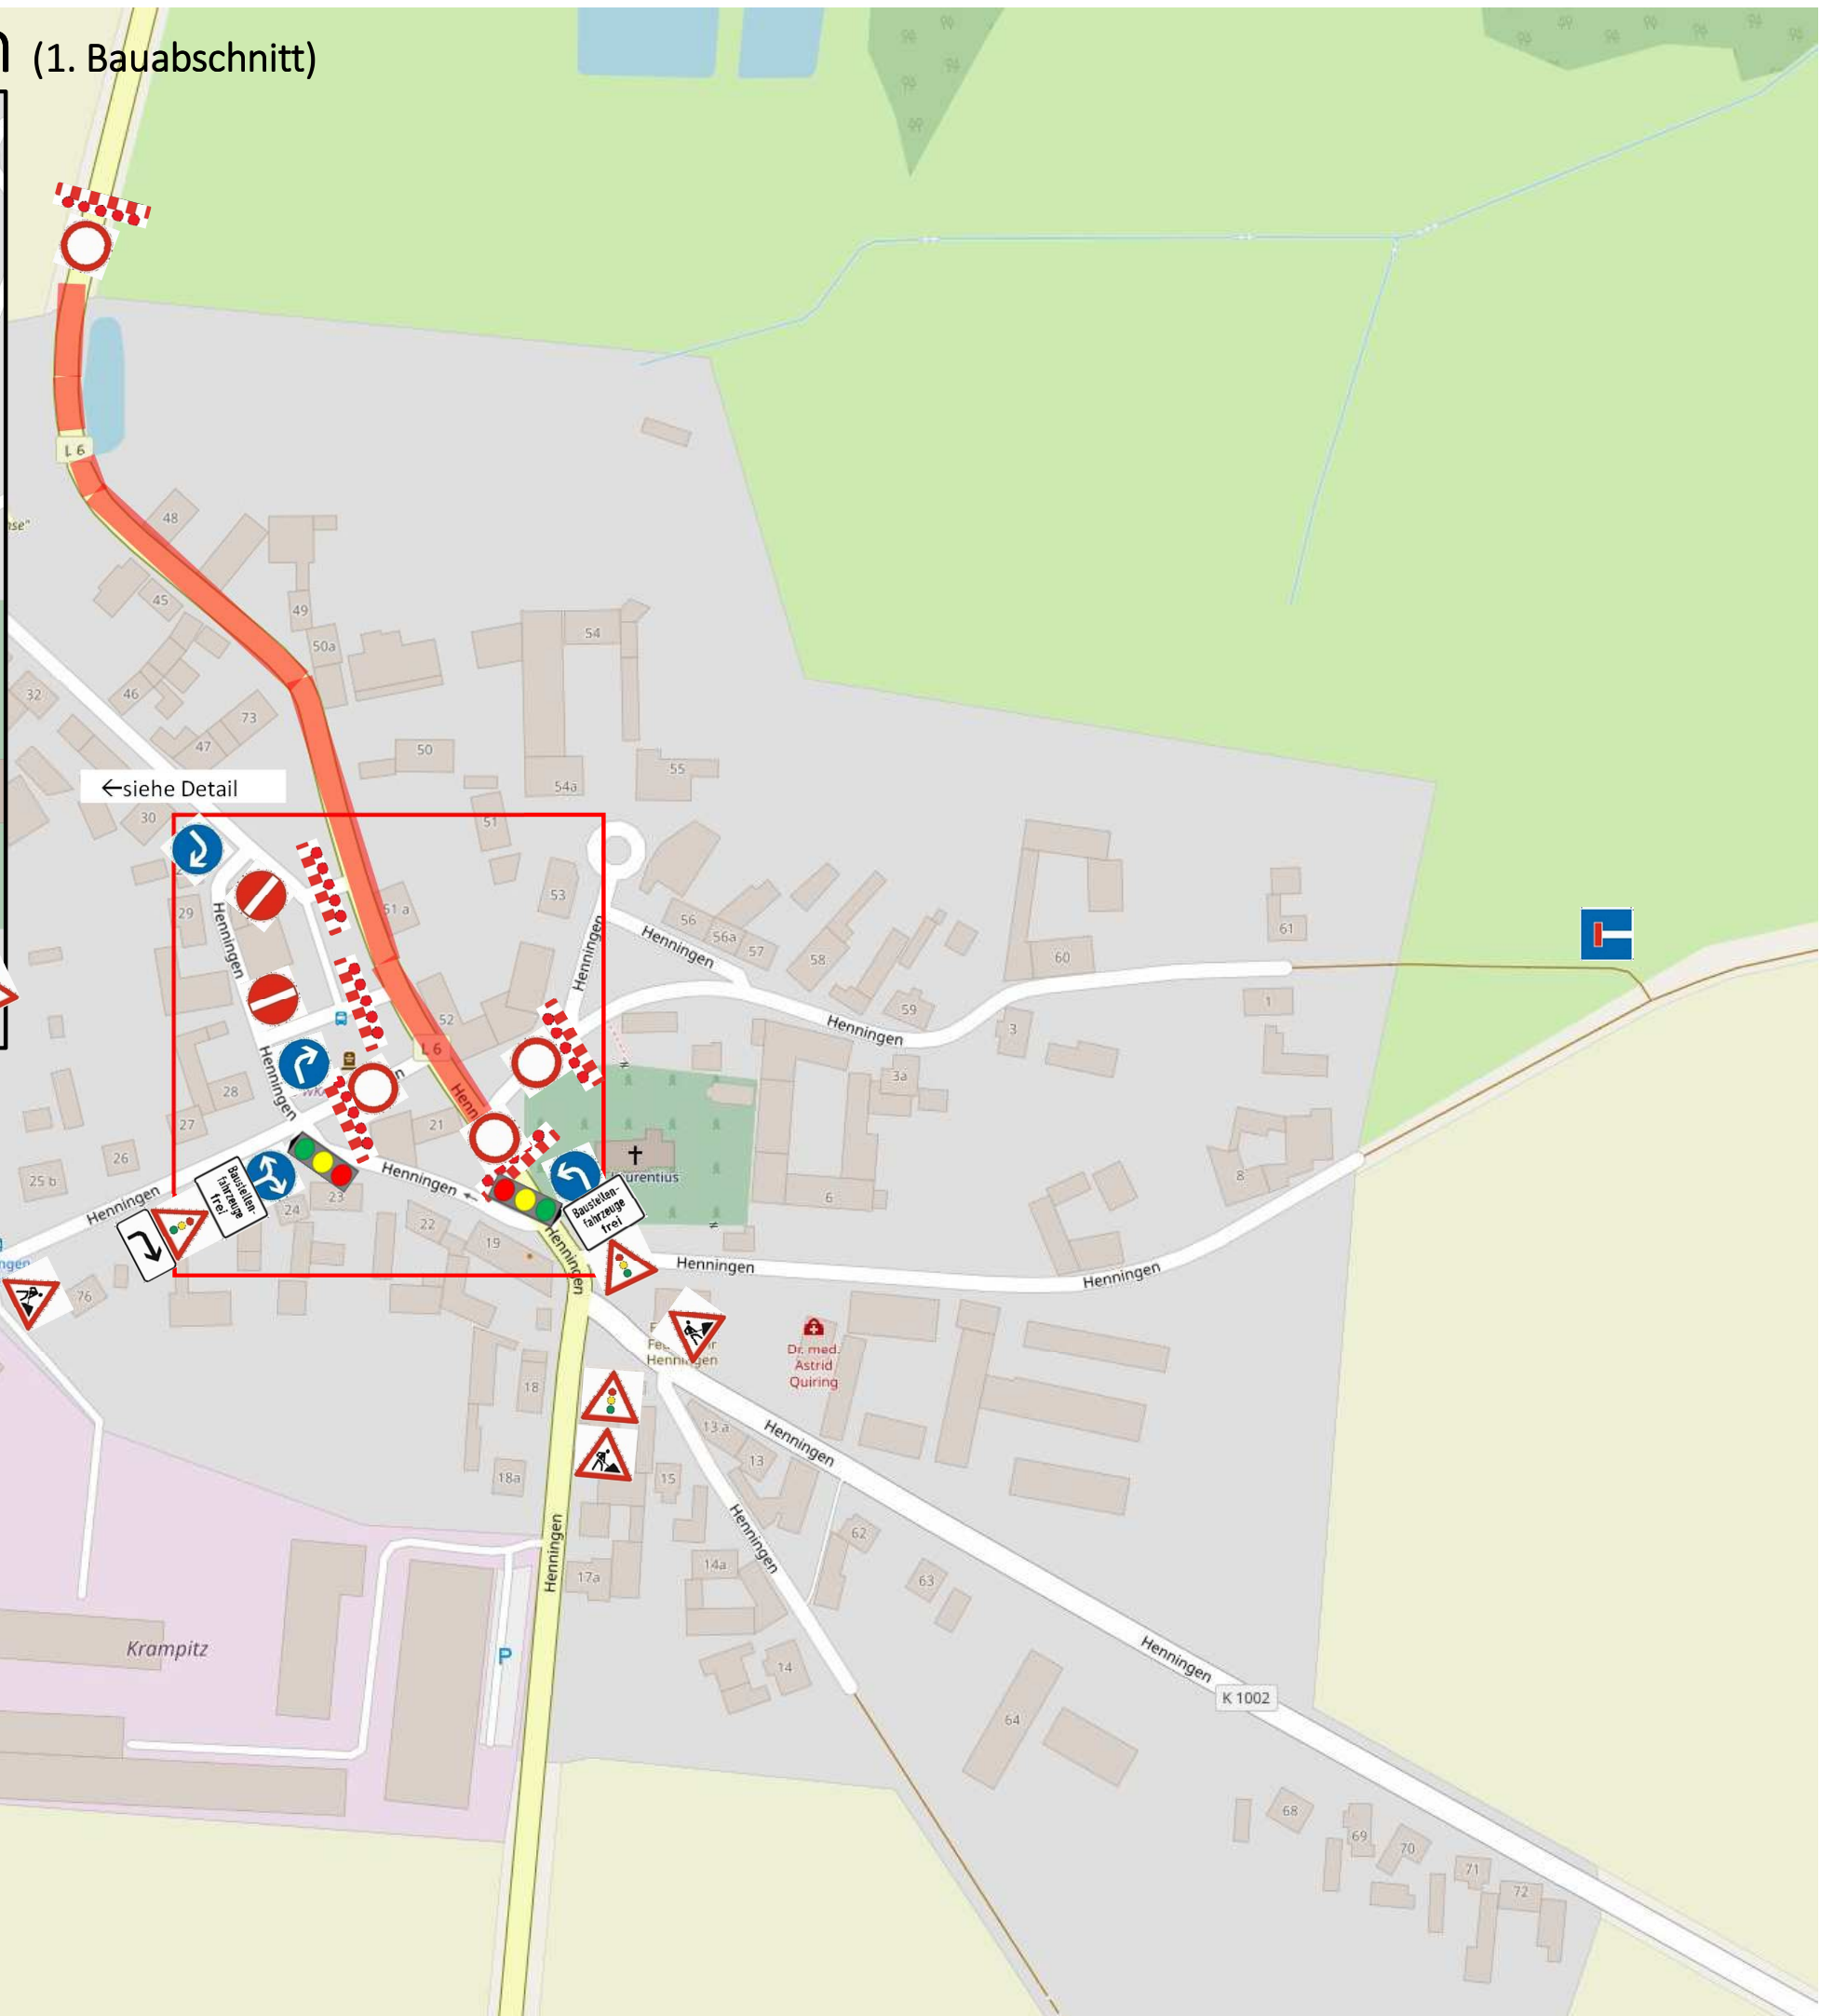 (1. Bauabschnitt)
L 6
48
45
49
50a
54
32
46
73
47
50
55
54a
←siehe Detail
30
51
53
29
51 a
56
56a
57
58
60
61
Henningen
Henningen
Henningen
52
59
1
L 6
Henningen
3
Henningen
28
3a
27
21
26
25 b
Henningen
Baustellen-
fahrzeuge
frei
23
24
Henningen ←
6
8
Baustellen-
fahrzeuge
frei
22
19
Henningen
Henningen
Henningen
76
Henningen
Dr. med.
Astrid
Quiring
18
13 a
13
Henningen
18a
15
Henningen
Henningen
62
14a
17a
63
Krampitz
P
14
Henningen
K 1002
64
68
69
70
71
72